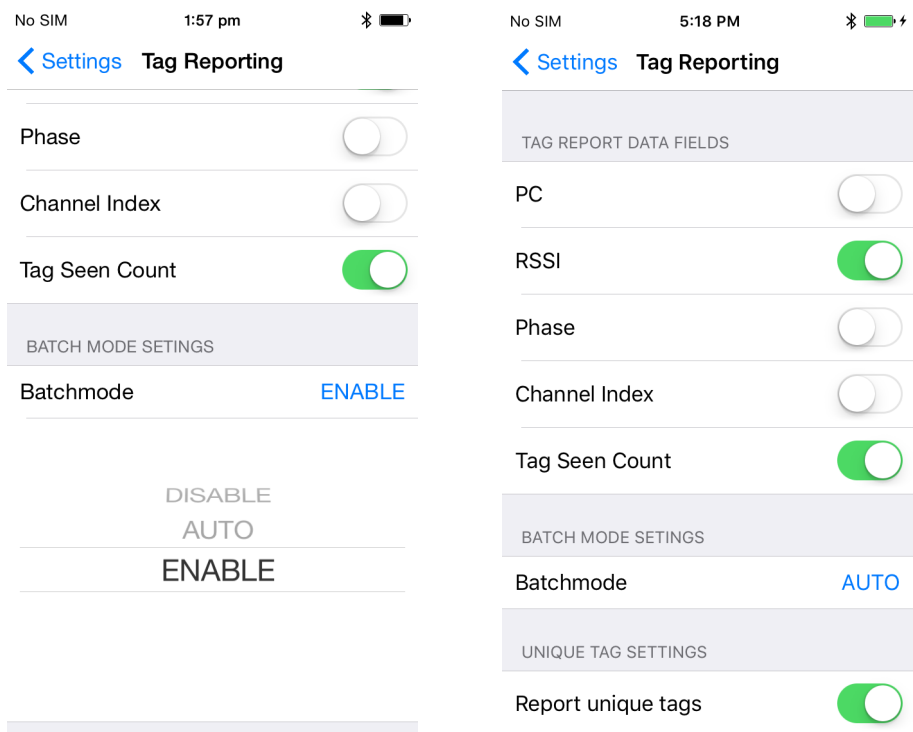 No SIM 1:57 pm
Settings Tag Reporting
Phase
Channel Index
Tag Seen Count
BATCH MODE SETINGS
Batchmode ENABLE
DISABLE
AUTO
ENABLE
No SIM 5:18 PM
Settings Tag Reporting
TAG REPORT DATA FIELDS
PC
RSSI
Phase
Channel Index
Tag Seen Count
BATCH MODE SETINGS
Batchmode AUTO
UNIQUE TAG SETTINGS
Report unique tags